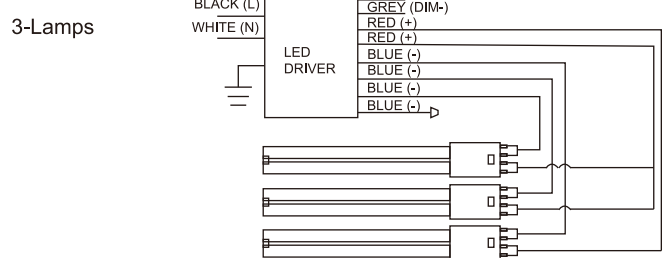 BLACK (L)
GREY (DIM-)
3-Lamps
WHITE (N)
RED (+)
RED (+)
LED
DRIVER
BLUE (-)
BLUE (-)
BLUE (-)
BLUE (-)